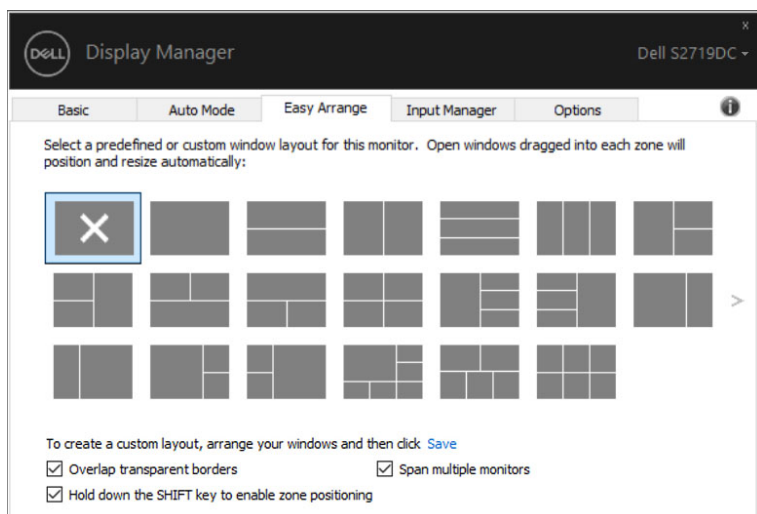 x
DELL Display Manager
Dell S2719DC
Basic Auto Mode Easy Arrange Input Manager Options i
Select a predefined or custom window layout for this monitor. Open windows dragged into each zone will
position and resize automatically:
>
To create a custom layout, arrange your windows and then click Save
Overlap transparent borders Span multiple monitors
Hold down the SHIFT key to enable zone positioning